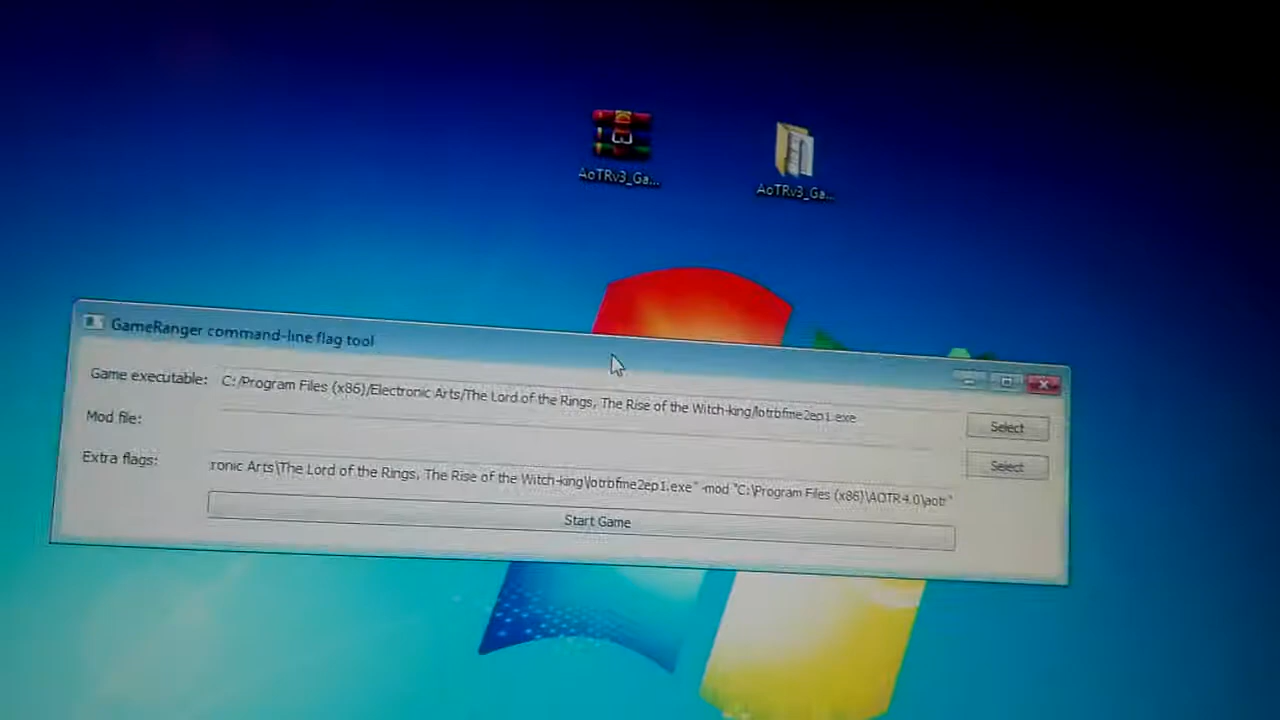 AoTRv3_Ga...
AoTRv3_Ga...
GameRanger command-line flag tool
Game executable: C:/Program Files (x86)/Electronic Arts/The Lord of the Rings, The Rise of the Witch-king/lotrbfme2ep1.exe
Select
Mod file:
Select
Extra flags: ronic Arts\The Lord of the Rings, The Rise of the Witch-king\lotrbfme2ep1.exe" -mod "C:\Program Files (x86)\AOTR4.0\aotr"
Start Game